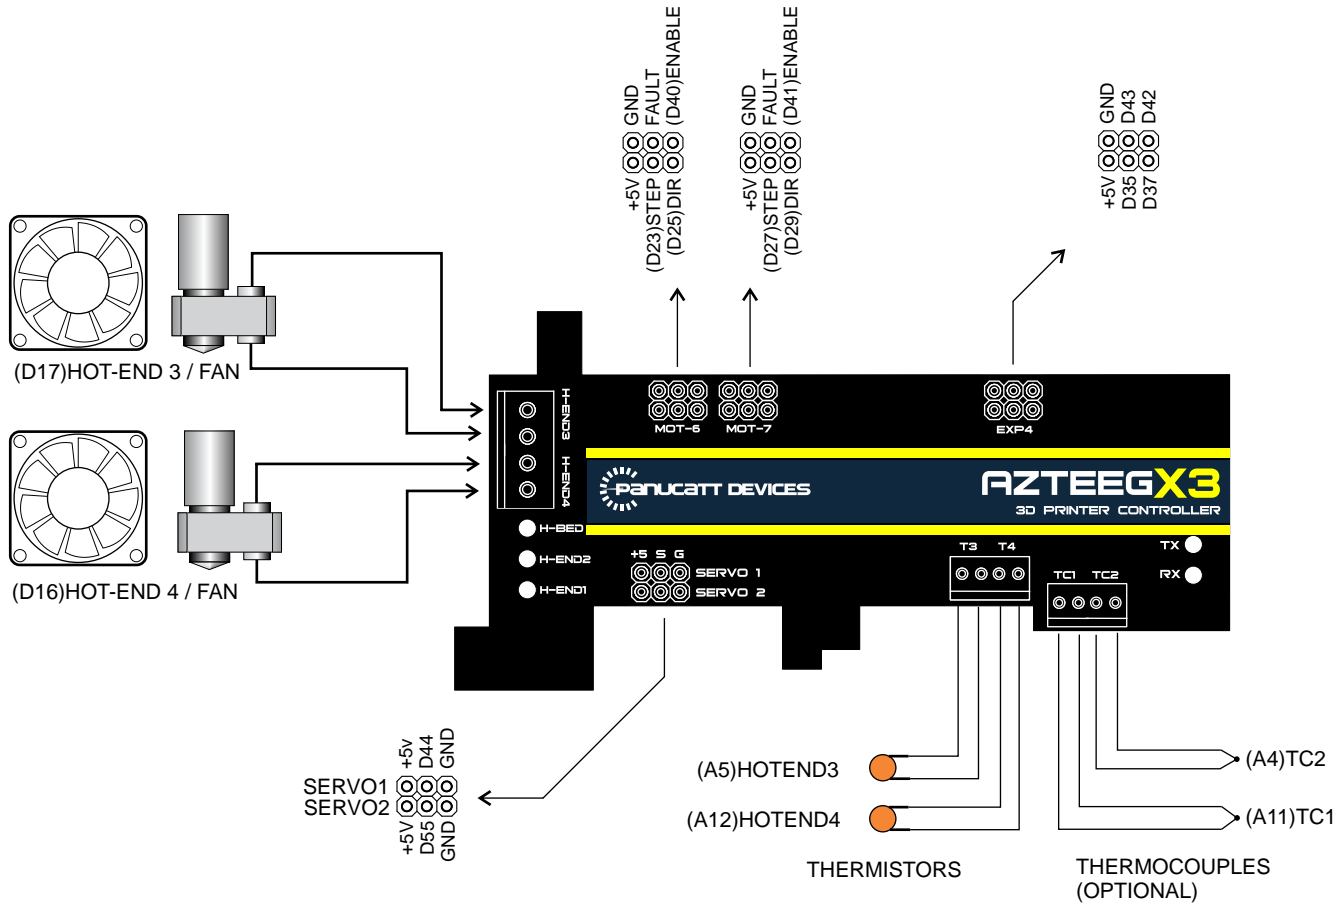 GND
FAULT
(D40)ENABLE
+5V
(D23)STEP
(D25)DIR
GND
FAULT
(D41)ENABLE
+5V
(D27)STEP
(D29)DIR
GND
D43
D42
+5V
D35
D37
(D17)HOT-END 3 / FAN
(D16)HOT-END 4 / FAN
H-END3
H-END4
MOT-6
MOT-7
EXP4
PANUCATT DEVICES
AZTEEGX3
3D PRINTER CONTROLLER
H-BED
H-END2
H-END1
+5 S G
SERVO 1
SERVO 2
T3 T4
TC1 TC2
TX
RX
+5v
D44
GND
SERVO1
SERVO2
+5V
D55
GND
(A5)HOTEND3
(A12)HOTEND4
THERMISTORS
(A4)TC2
(A11)TC1
THERMOCOUPLES
(OPTIONAL)